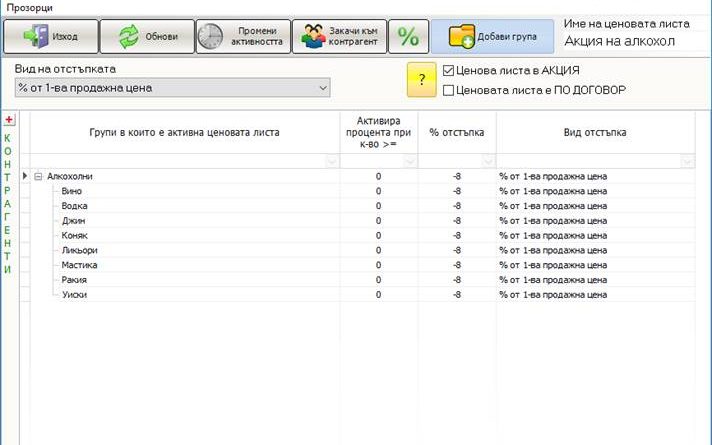 Прозорци
Изход
Обнови
Промени
активността
Закачи към
контрагент
%
Добави група
Име на ценовата листа
Акция на алкохол
Вид на отстъпката
% от 1-ва продажна цена
?
Ценова листа в АКЦИЯ
Ценовата листа е ПО ДОГОВОР
+
КОНТРАГЕНТИ
Групи в които е активна ценовата листа
Активира
процента при
к-во >=
% отстъпка
Вид отстъпка
Алкохолни 0 -8 % от 1-ва продажна цена
Вино 0 -8 % от 1-ва продажна цена
Водка 0 -8 % от 1-ва продажна цена
Джин 0 -8 % от 1-ва продажна цена
Коняк 0 -8 % от 1-ва продажна цена
Ликьори 0 -8 % от 1-ва продажна цена
Мастика 0 -8 % от 1-ва продажна цена
Ракия 0 -8 % от 1-ва продажна цена
Уиски 0 -8 % от 1-ва продажна цена